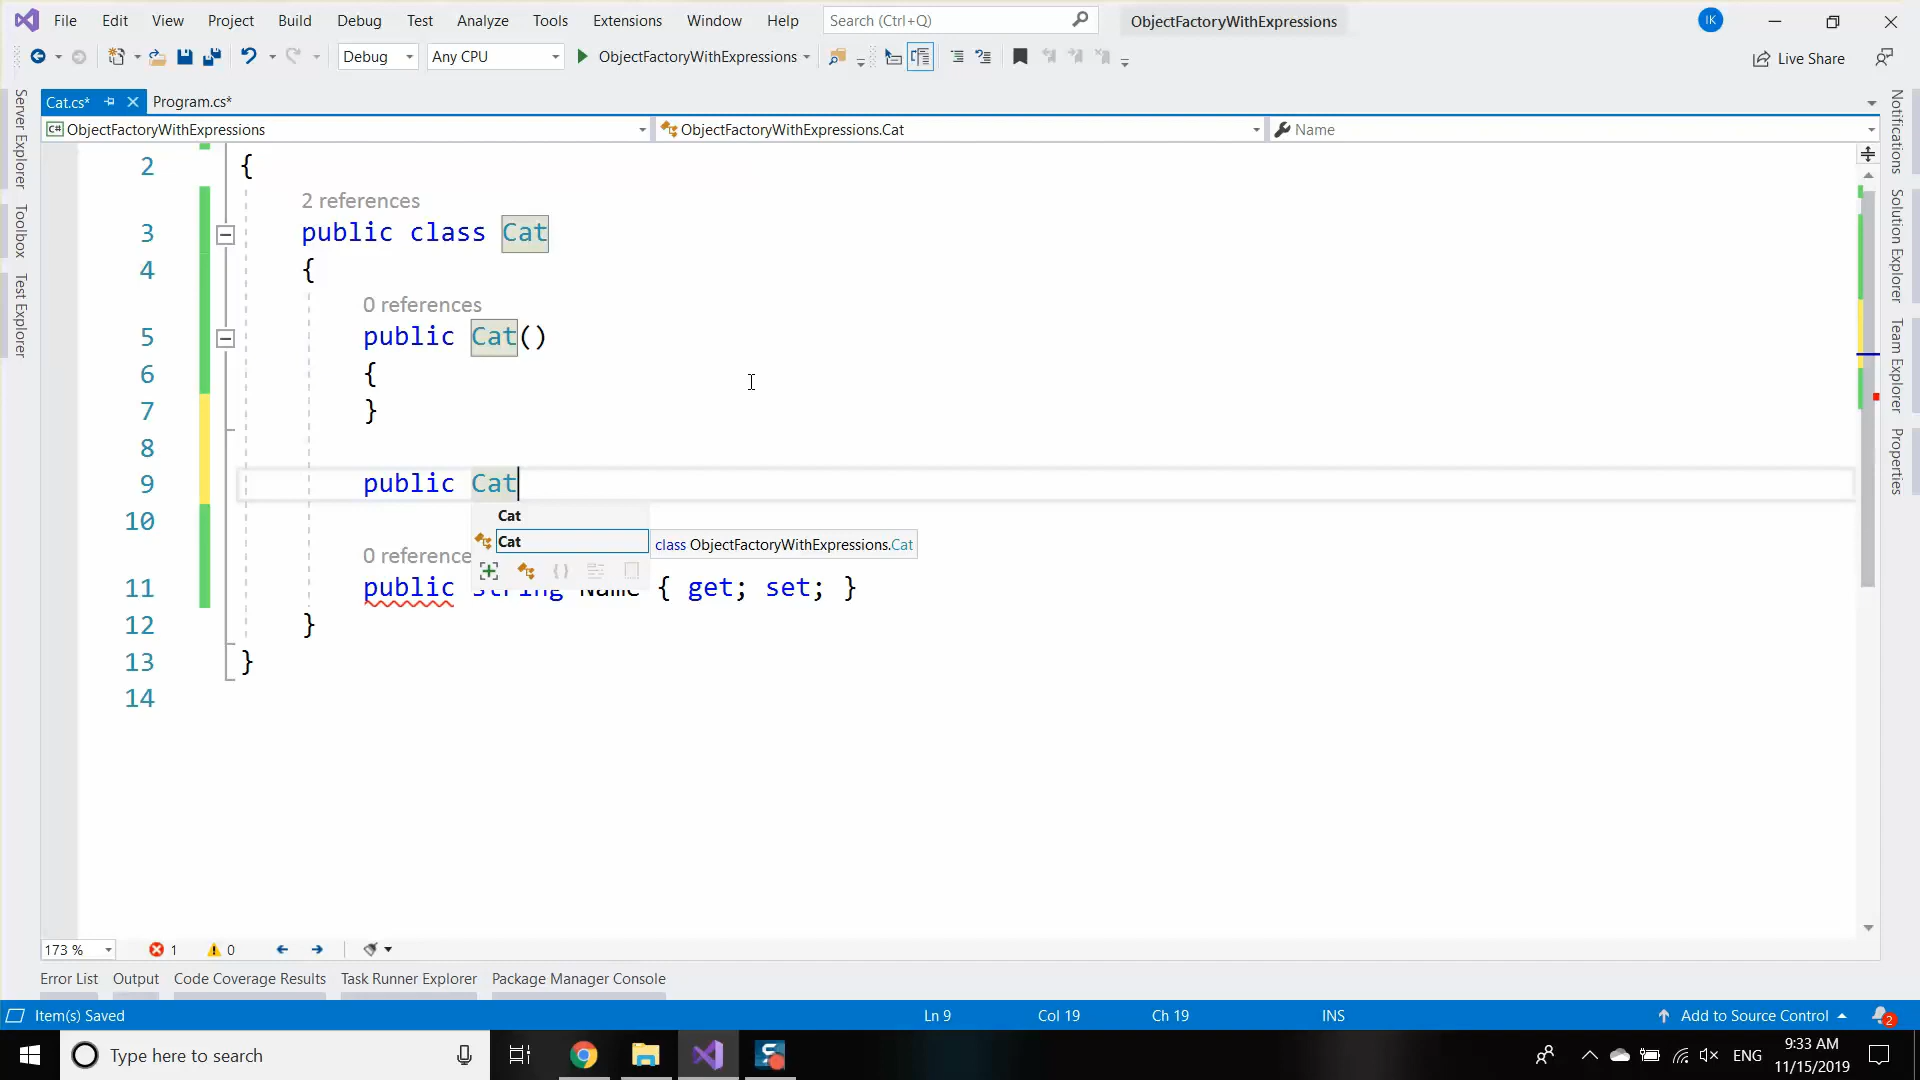 File Edit View Project Build Debug Test Analyze Tools Extensions Window Help Search (Ctrl+Q) ObjectFactoryWithExpressions IK
Debug Any CPU ObjectFactoryWithExpressions Live Share
Cat.cs* Program.cs*
C# ObjectFactoryWithExpressions ObjectFactoryWithExpressions.Cat Name
Server Explorer
Toolbox
Test Explorer
2 {
2 references
3 public class Cat
4 {
0 references
5 public Cat()
6 {
7 }
8
9 public Cat
Cat
Cat class ObjectFactoryWithExpressions.Cat
10
0 reference
11 public string Name { get; set; }
12 }
13 }
14
Notifications
Solution Explorer
Team Explorer
Properties
173 % 1 0
Error List Output Code Coverage Results Task Runner Explorer Package Manager Console
Item(s) Saved Ln 9 Col 19 Ch 19 INS Add to Source Control 2
Type here to search ENG 9:33 AM
11/15/2019